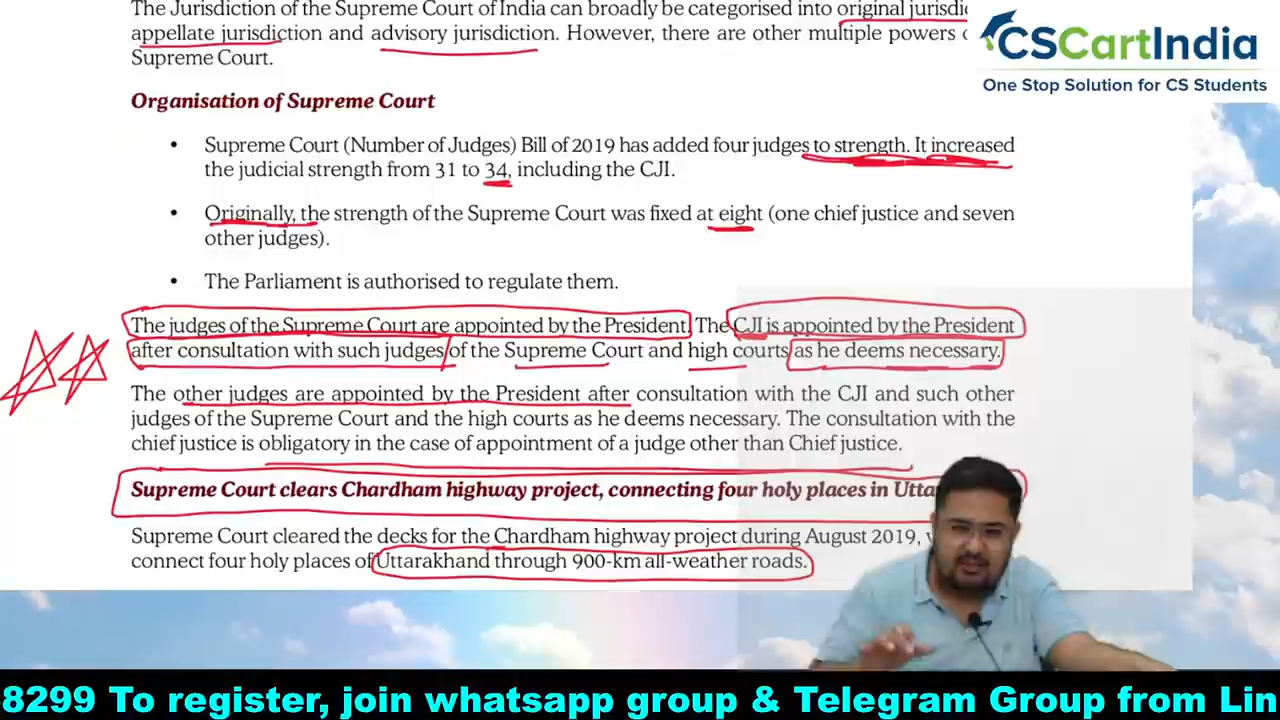 The Jurisdiction of the Supreme Court of India can broadly be categorised into original
appellate jurisdiction and advisory jurisdiction. However, there are other multiple powers
Supreme Court.
CSCartIndia
One Stop Solution for CS Students
Organisation of Supreme Court
• Supreme Court (Number of Judges) Bill of 2019 has added four judges to strength. It increased
the judicial strength from 31 to 34, including the CJI.
• Originally, the strength of the Supreme Court was fixed at eight (one chief justice and seven
other judges).
• The Parliament is authorised to regulate them.
The judges of the Supreme Court are appointed by the President. The CJI is appointed by the President
after consultation with such judges of the Supreme Court and high courts as he deems necessary.
The other judges are appointed by the President after consultation with the CJI and such other
judges of the Supreme Court and the high courts as he deems necessary. The consultation with the
chief justice is obligatory in the case of appointment of a judge other than Chief justice.
Supreme Court clears Chardham highway project, connecting four holy places in
Supreme Court cleared the decks for the Chardham highway project during August 2019,
connect four holy places of Uttarakhand through 900-km all-weather roads.
8299 To register, join whatsapp group & Telegram Group from Lin